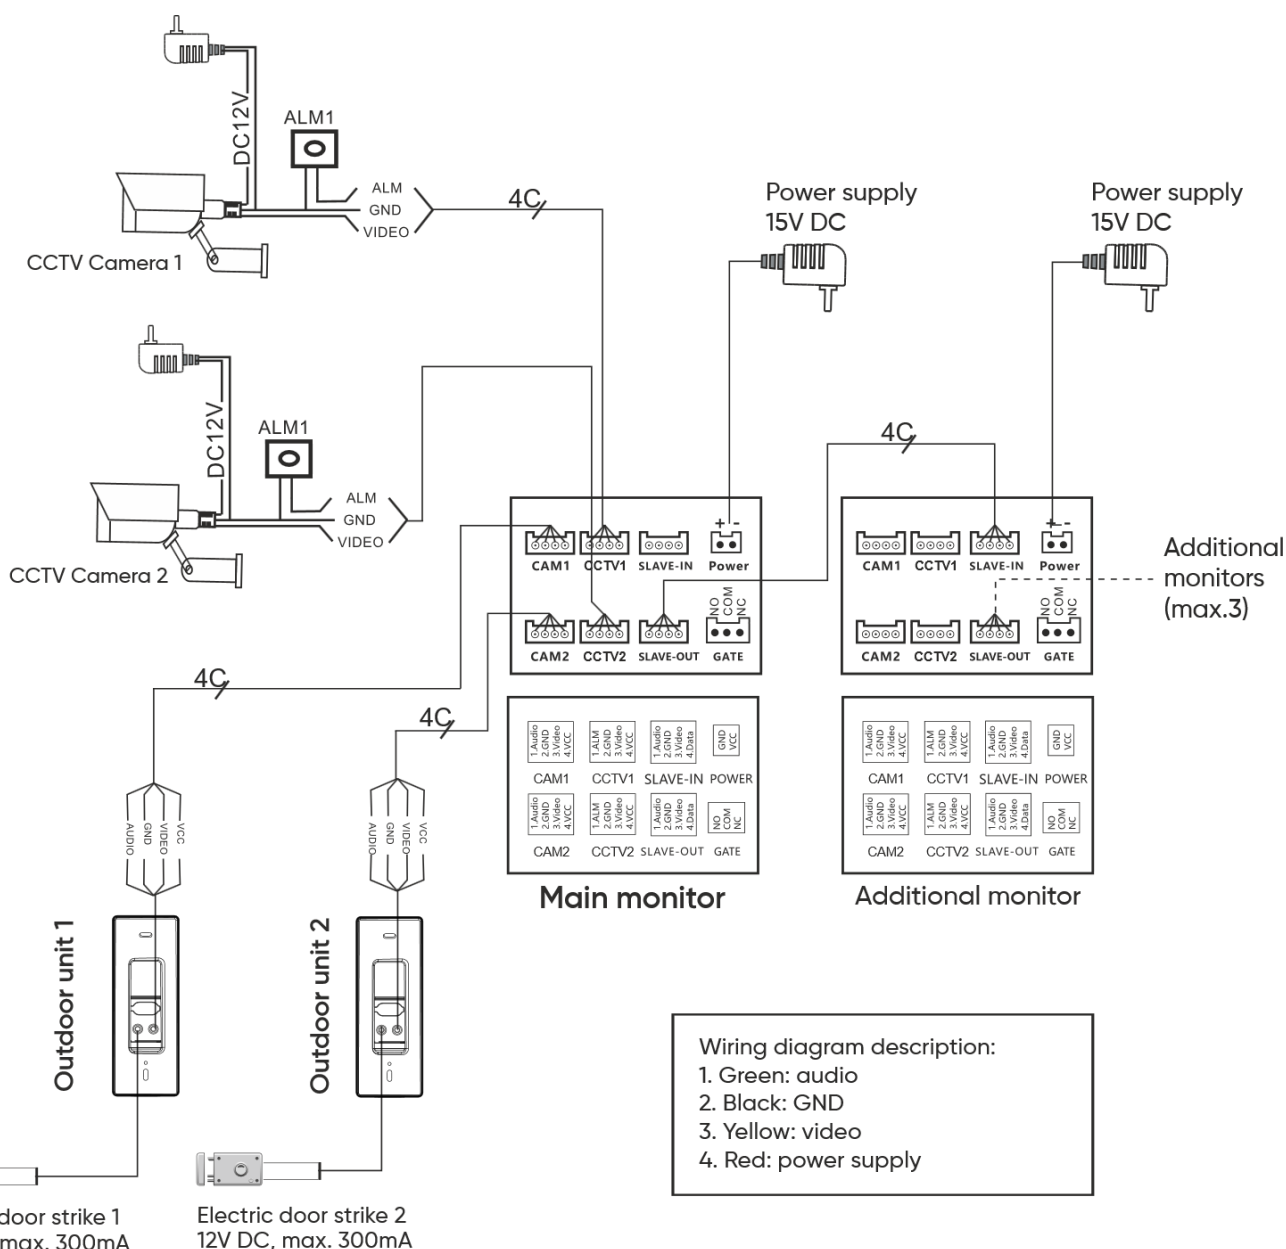 DC12V
ALM1
ALM
GND
VIDEO
4C
CCTV Camera 1
Power supply
15V DC
Power supply
15V DC
DC12V
ALM1
ALM
GND
VIDEO
CCTV Camera 2
4C
+ -
CAM1 CCTV1 SLAVE-IN Power
NO
COM
NC
CAM2 CCTV2 SLAVE-OUT GATE
+ -
CAM1 CCTV1 SLAVE-IN Power
NO
COM
NC
CAM2 CCTV2 SLAVE-OUT GATE
Additional
monitors
(max.3)
4C
4C
1.Audio
2.GND
3.Video
4.VCC
1.ALM
2.GND
3.Video
4.VCC
1.Audio
2.GND
3.Video
4.Data
GND
VCC
CAM1 CCTV1 SLAVE-IN POWER
1.Audio
2.GND
3.Video
4.VCC
1.ALM
2.GND
3.Video
4.VCC
1.Audio
2.GND
3.Video
4.Data
NO
COM
NC
CAM2 CCTV2 SLAVE-OUT GATE
Main monitor
1.Audio
2.GND
3.Video
4.VCC
1.ALM
2.GND
3.Video
4.VCC
1.Audio
2.GND
3.Video
4.Data
GND
VCC
CAM1 CCTV1 SLAVE-IN POWER
1.Audio
2.GND
3.Video
4.VCC
1.ALM
2.GND
3.Video
4.VCC
1.Audio
2.GND
3.Video
4.Data
NO
COM
NC
CAM2 CCTV2 SLAVE-OUT GATE
Additional monitor
AUDIO
GND
VIDEO
VCC
AUDIO
GND
VIDEO
VCC
Outdoor unit 1
Outdoor unit 2
Wiring diagram description:
1. Green: audio
2. Black: GND
3. Yellow: video
4. Red: power supply
door strike 1
max. 300mA
Electric door strike 2
12V DC, max. 300mA